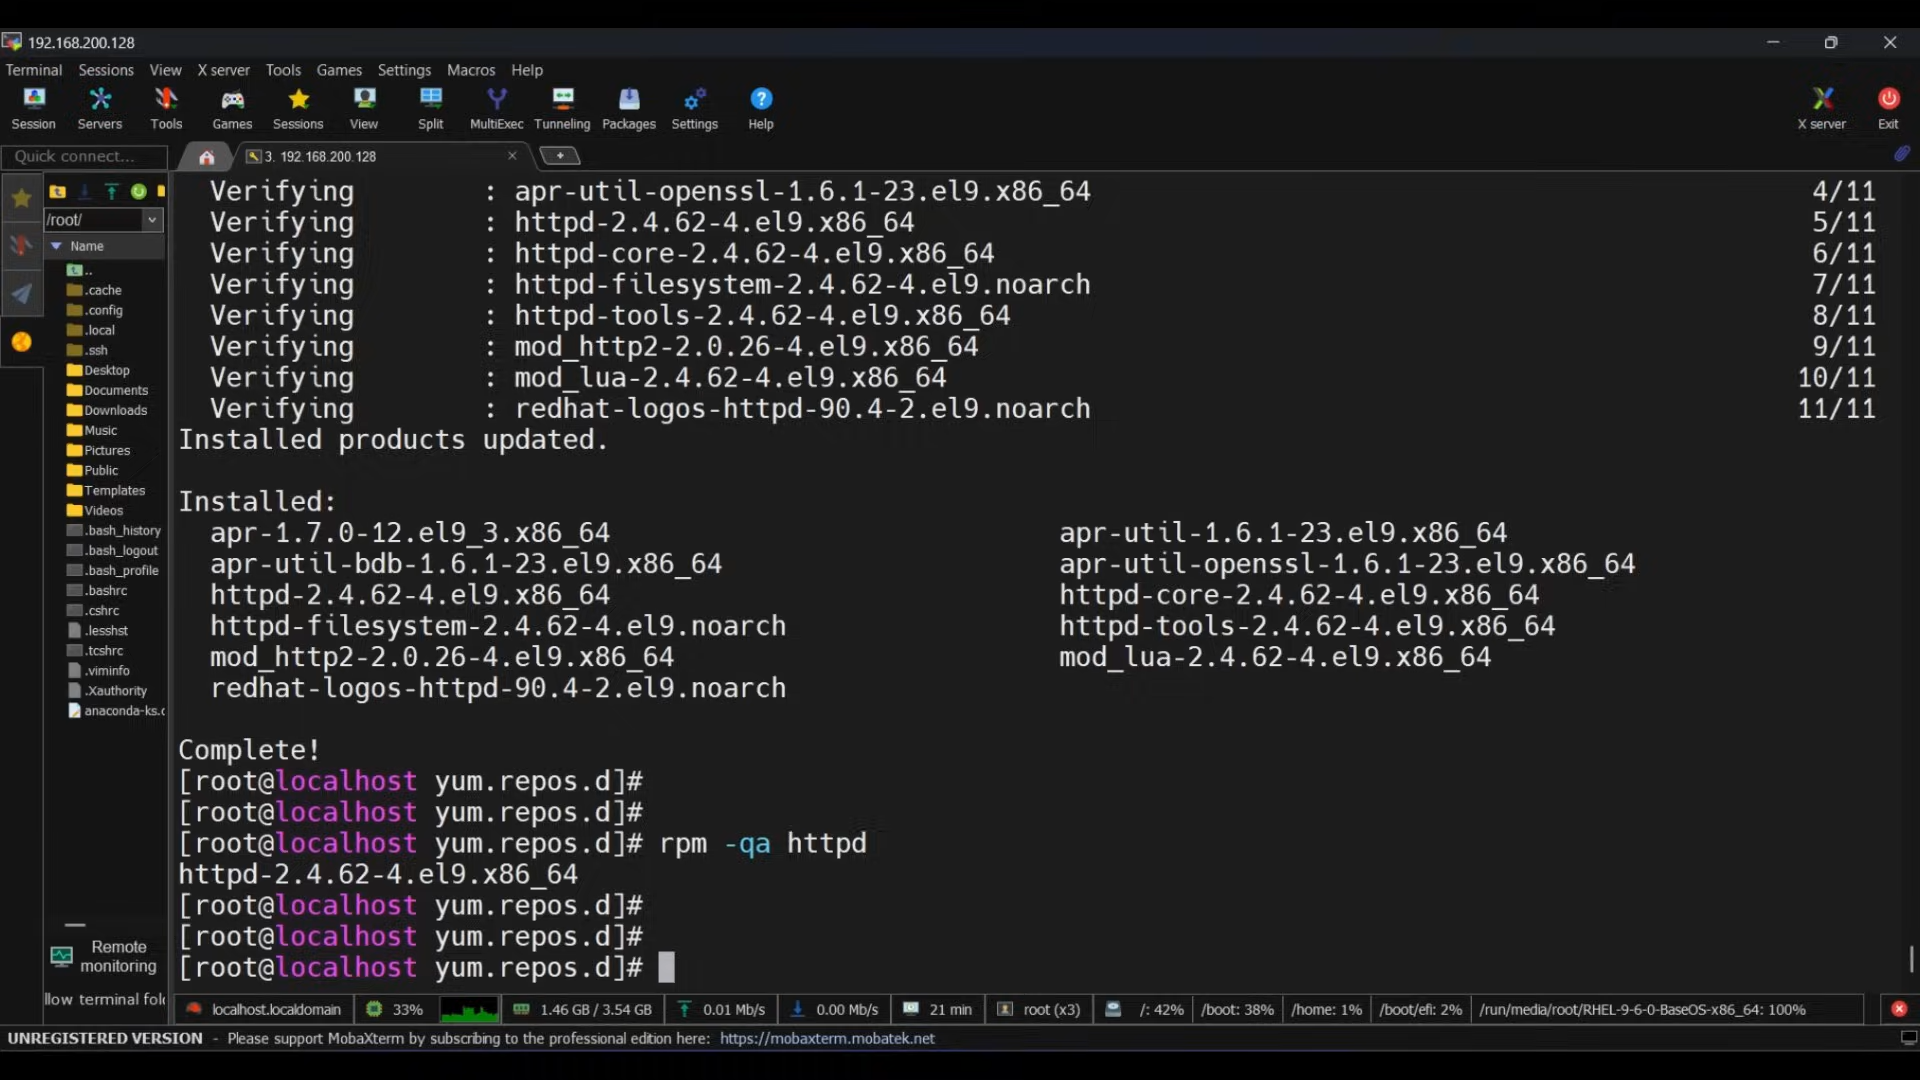 192.168.200.128
Terminal Sessions View X server Tools Games Settings Macros Help
Session Servers Tools Games Sessions View Split MultiExec Tunneling Packages Settings Help X server Exit
Quick connect... 3. 192.168.200.128
/root/
Name
..
.cache
.config
.local
.ssh
Desktop
Documents
Downloads
Music
Pictures
Public
Templates
Videos
.bash_history
.bash_logout
.bash_profile
.bashrc
.cshrc
.lesshst
.tcshrc
.viminfo
.Xauthority
anaconda-ks.c
Remote
monitoring
llow terminal fol
Verifying : apr-util-openssl-1.6.1-23.el9.x86_64 4/11
Verifying : httpd-2.4.62-4.el9.x86_64 5/11
Verifying : httpd-core-2.4.62-4.el9.x86_64 6/11
Verifying : httpd-filesystem-2.4.62-4.el9.noarch 7/11
Verifying : httpd-tools-2.4.62-4.el9.x86_64 8/11
Verifying : mod_http2-2.0.26-4.el9.x86_64 9/11
Verifying : mod_lua-2.4.62-4.el9.x86_64 10/11
Verifying : redhat-logos-httpd-90.4-2.el9.noarch 11/11
Installed products updated.
Installed:
apr-1.7.0-12.el9_3.x86_64 apr-util-1.6.1-23.el9.x86_64
apr-util-bdb-1.6.1-23.el9.x86_64 apr-util-openssl-1.6.1-23.el9.x86_64
httpd-2.4.62-4.el9.x86_64 httpd-core-2.4.62-4.el9.x86_64
httpd-filesystem-2.4.62-4.el9.noarch httpd-tools-2.4.62-4.el9.x86_64
mod_http2-2.0.26-4.el9.x86_64 mod_lua-2.4.62-4.el9.x86_64
redhat-logos-httpd-90.4-2.el9.noarch
Complete!
[root@localhost yum.repos.d]#
[root@localhost yum.repos.d]#
[root@localhost yum.repos.d]# rpm -qa httpd
httpd-2.4.62-4.el9.x86_64
[root@localhost yum.repos.d]#
[root@localhost yum.repos.d]#
[root@localhost yum.repos.d]#
localhost.localdomain 33% 1.46 GB / 3.54 GB 0.01 Mb/s 0.00 Mb/s 21 min root (x3) /: 42% /boot: 38% /home: 1% /boot/efi: 2% /run/media/root/RHEL-9-6-0-BaseOS-x86_64: 100%
UNREGISTERED VERSION - Please support MobaXterm by subscribing to the professional edition here: https://mobaxterm.mobatek.net